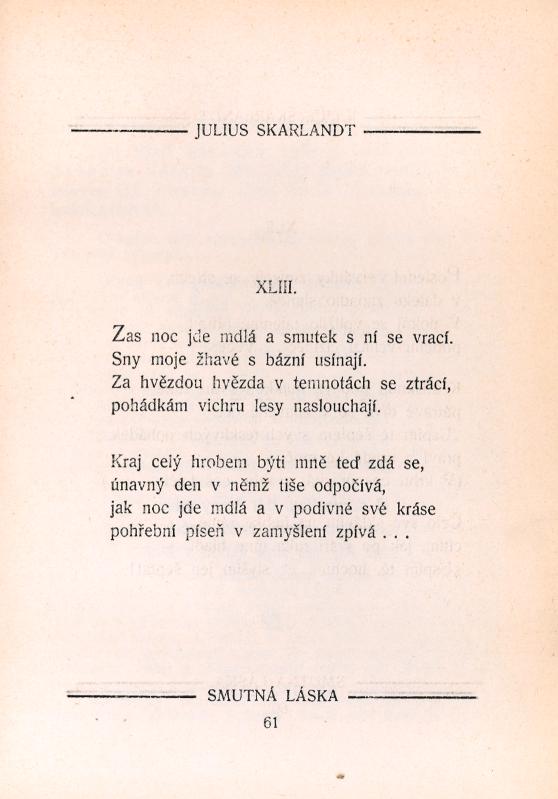 JULIUS SKARLANDT
XLIII.
Zas noc jde mdlá a smutek s ní se vrací.
Sny moje žhavé s bázní usínají.
Za hvězdou hvězda v temnotách se ztrácí,
pohádkám vichru lesy naslouchají.
Kraj celý hrobem býti mně teď zdá se,
únavný den v němž tiše odpočívá,
jak noc jde mdlá a v podivné své kráse
pohřební píseň v zamyšlení zpívá . . .
SMUTNÁ LÁSKA
61